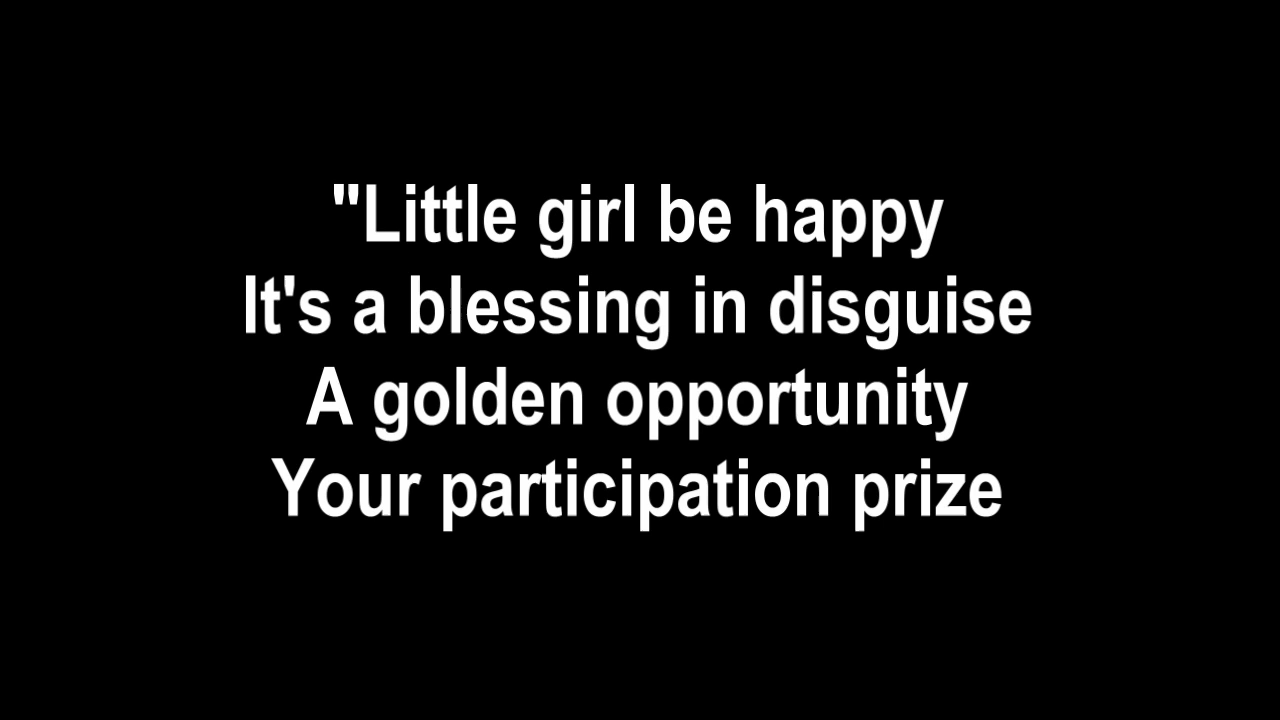 "Little girl be happy
It's a blessing in disguise
A golden opportunity
Your participation prize